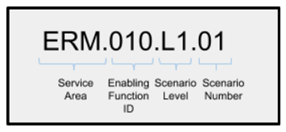 ERM.010.L1.01
Service Enabling Scenario Scenario
Area Function Level Number
ID